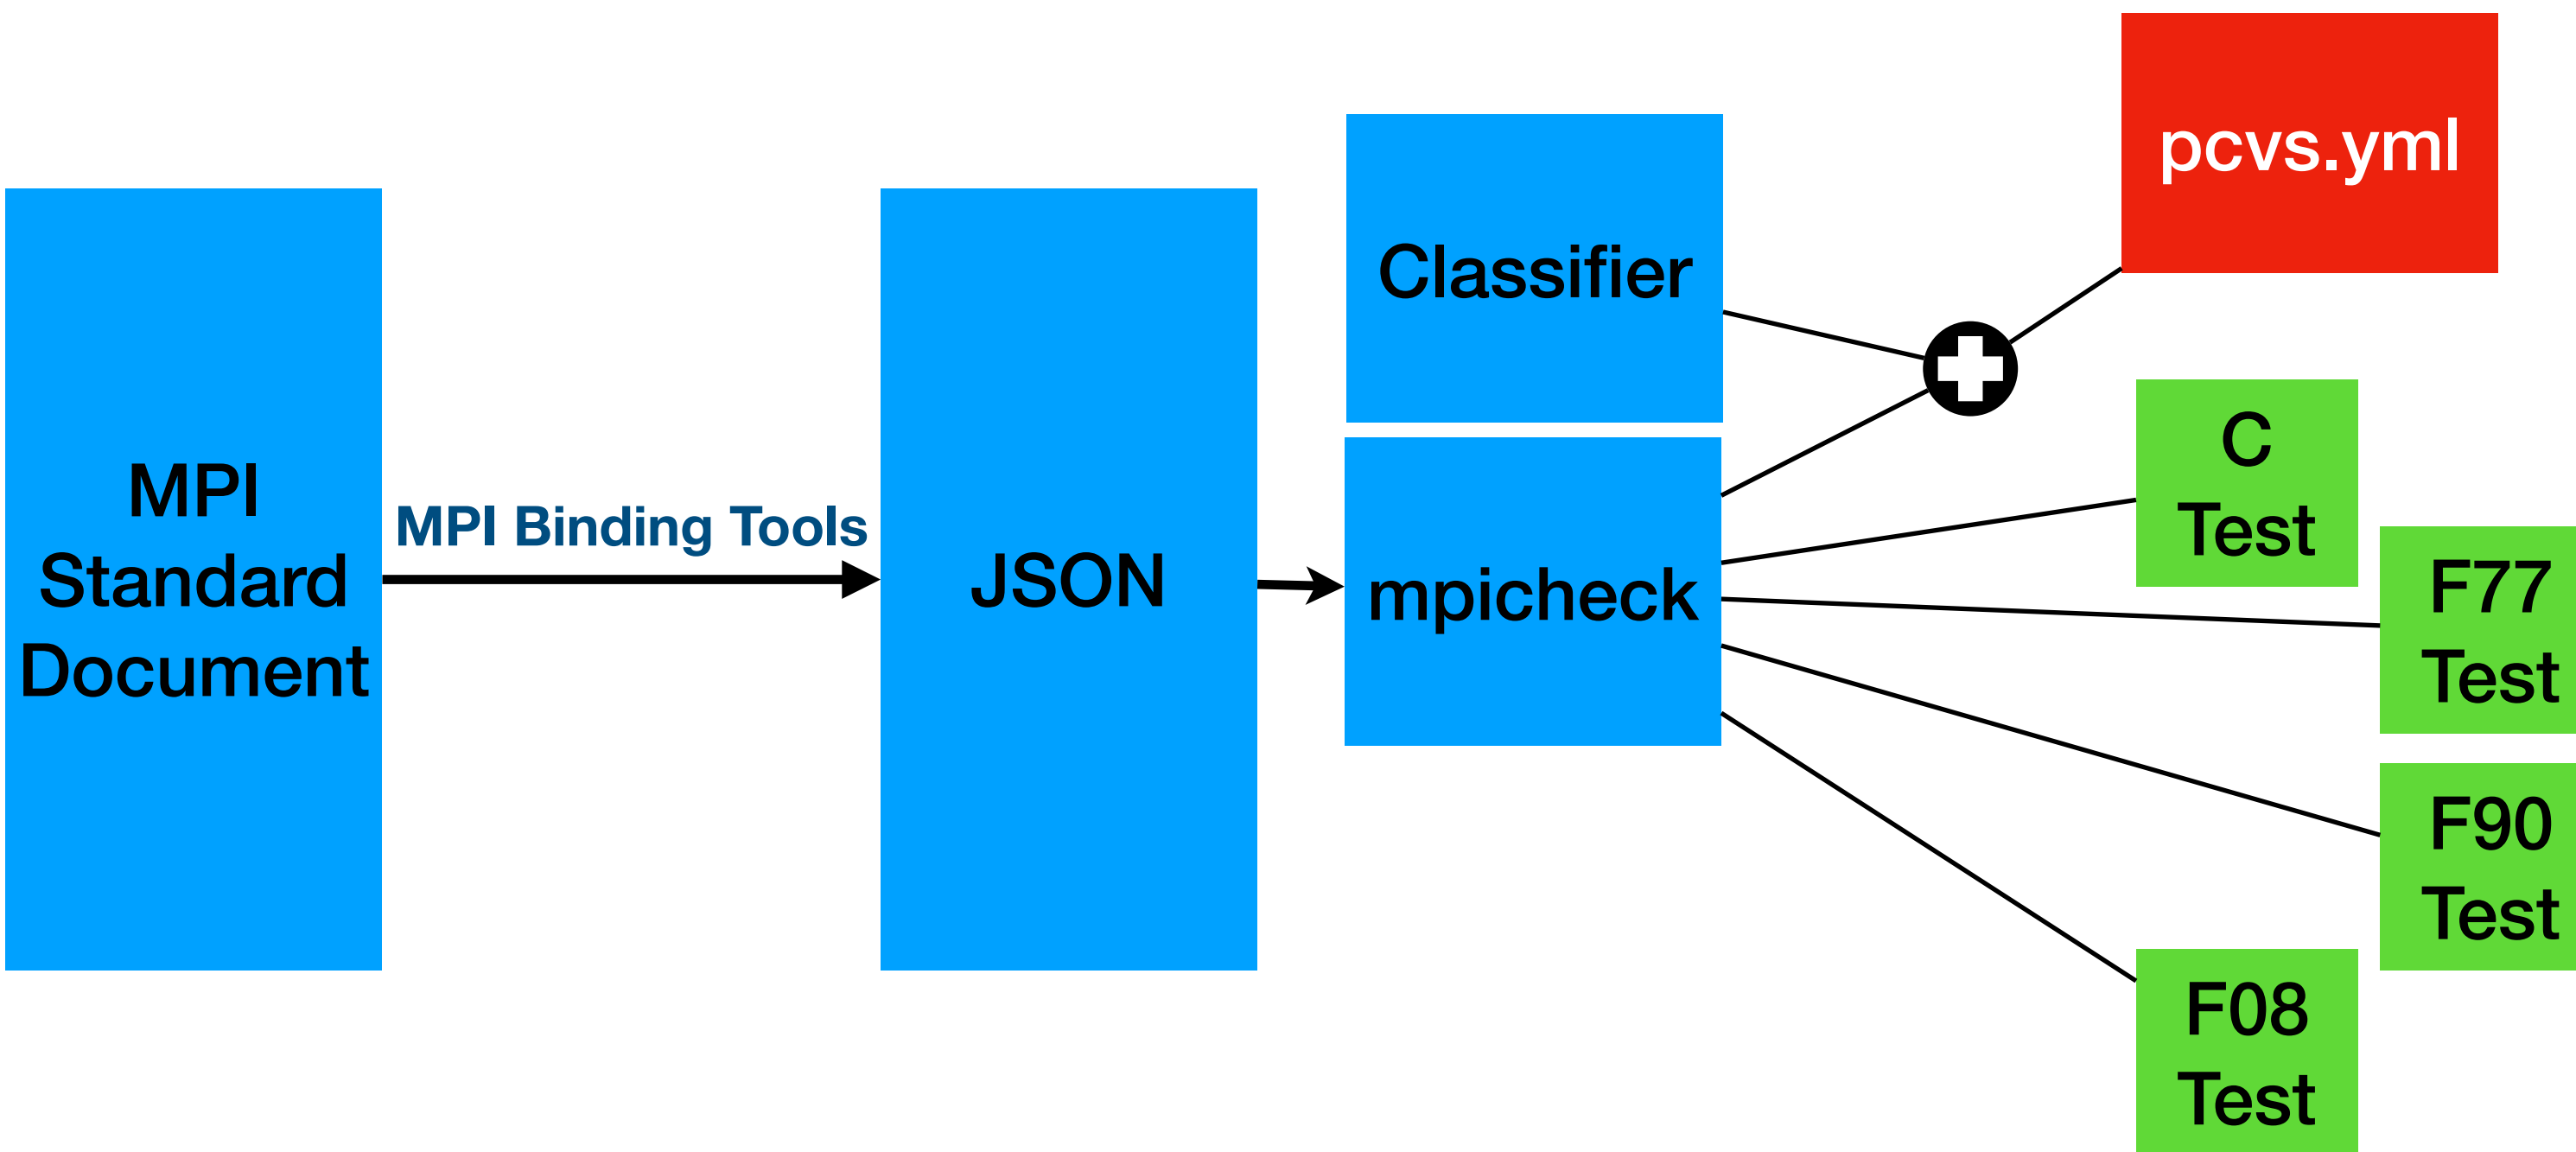 MPI
Standard
Document
MPI Binding Tools
JSON
Classifier
mpicheck
pcvs.yml
C
Test
F77
Test
F90
Test
F08
Test